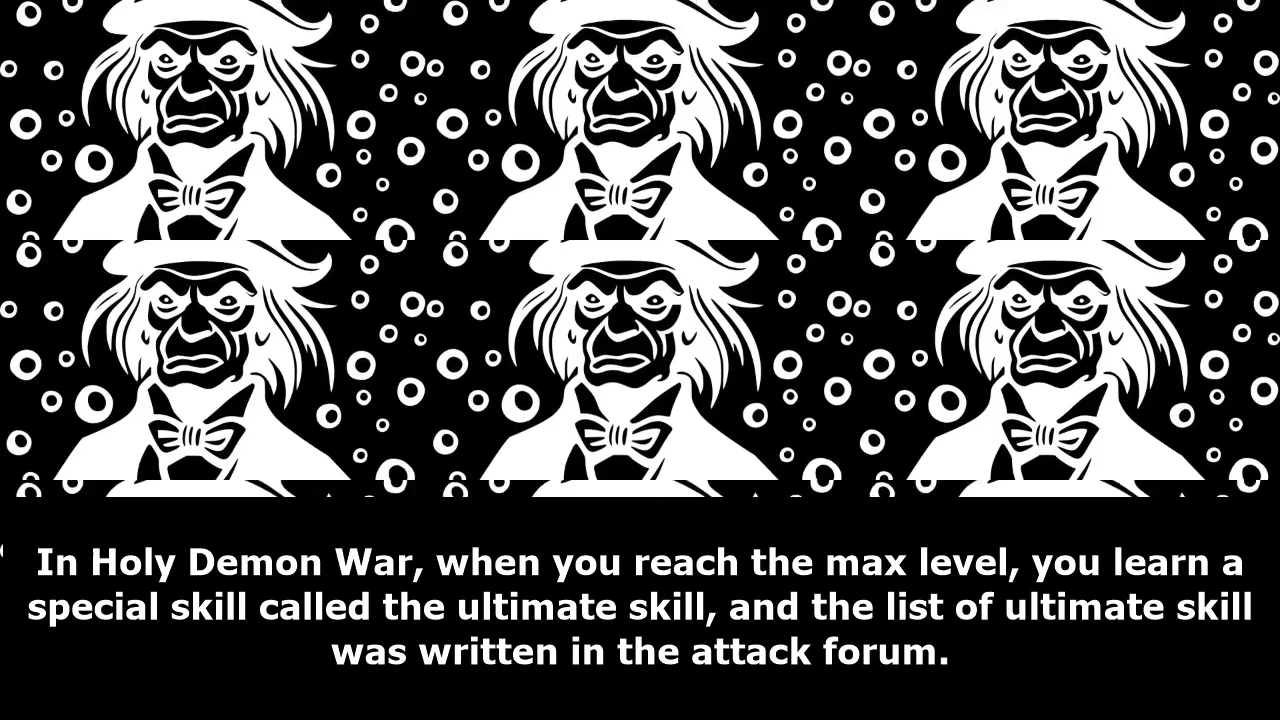 In Holy Demon War, when you reach the max level, you learn a
special skill called the ultimate skill, and the list of ultimate skill
was written in the attack forum.